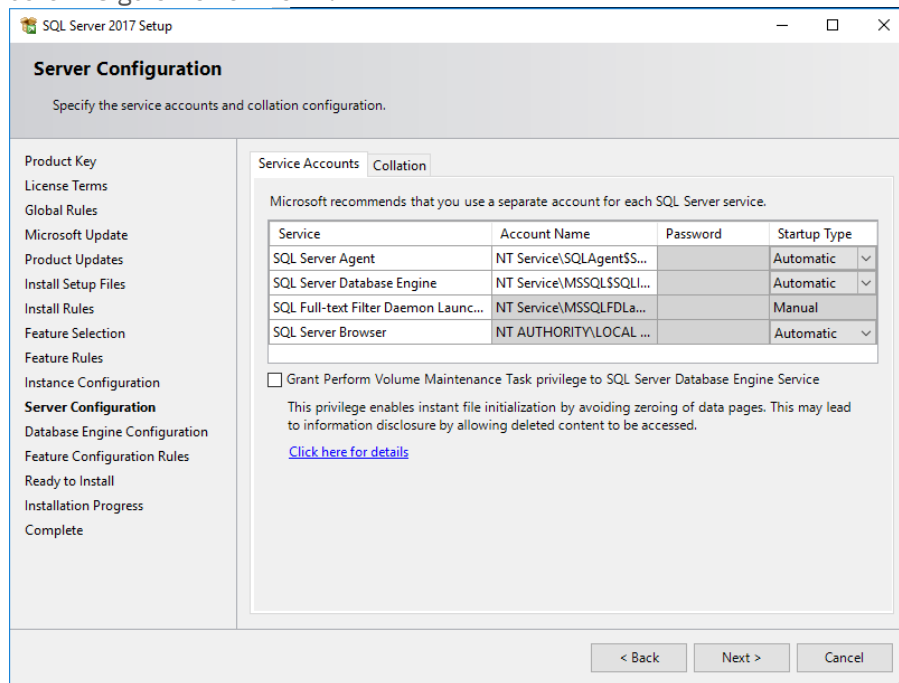 SQL Server 2017 Setup
Server Configuration
Specify the service accounts and collation configuration.
Product Key
License Terms
Global Rules
Microsoft Update
Product Updates
Install Setup Files
Install Rules
Feature Selection
Feature Rules
Instance Configuration
Server Configuration
Database Engine Configuration
Feature Configuration Rules
Ready to Install
Installation Progress
Complete
Service Accounts Collation
Microsoft recommends that you use a separate account for each SQL Server service.
Service Account Name Password Startup Type
SQL Server Agent NT Service\SQLAgent$S... Automatic
SQL Server Database Engine NT Service\MSSQL$SQLI... Automatic
SQL Full-text Filter Daemon Launc... NT Service\MSSQLFDLa... Manual
SQL Server Browser NT AUTHORITY\LOCAL ... Automatic
Grant Perform Volume Maintenance Task privilege to SQL Server Database Engine Service
This privilege enables instant file initialization by avoiding zeroing of data pages. This may lead
to information disclosure by allowing deleted content to be accessed.
Click here for details
< Back Next > Cancel